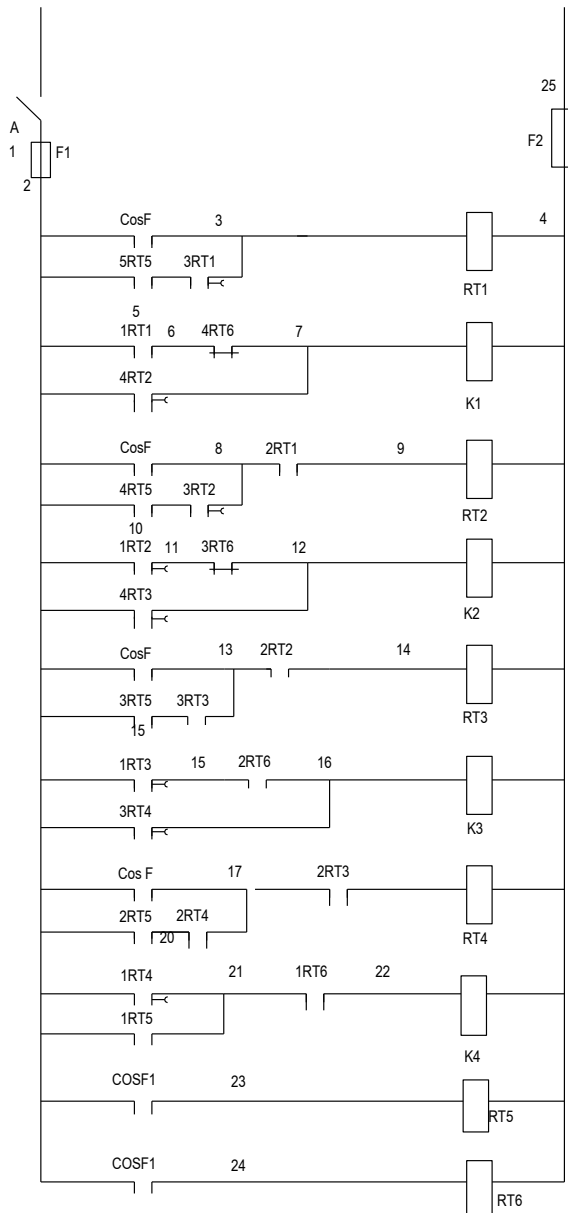 25
A
F2
1 F1
2
CosF 3 4
5RT5 3RT1
RT1
5
1RT1 6 4RT6 7
4RT2
K1
CosF 8 2RT1 9
4RT5 3RT2
RT2
10
1RT2 11 3RT6 12
4RT3
K2
CosF 13 2RT2 14
3RT5 3RT3
RT3
15
1RT3 15 2RT6 16
3RT4
K3
Cos F 17 2RT3
2RT5 2RT4
20
RT4
1RT4 21 1RT6 22
1RT5
K4
COSF1 23
RT5
COSF1 24
RT6